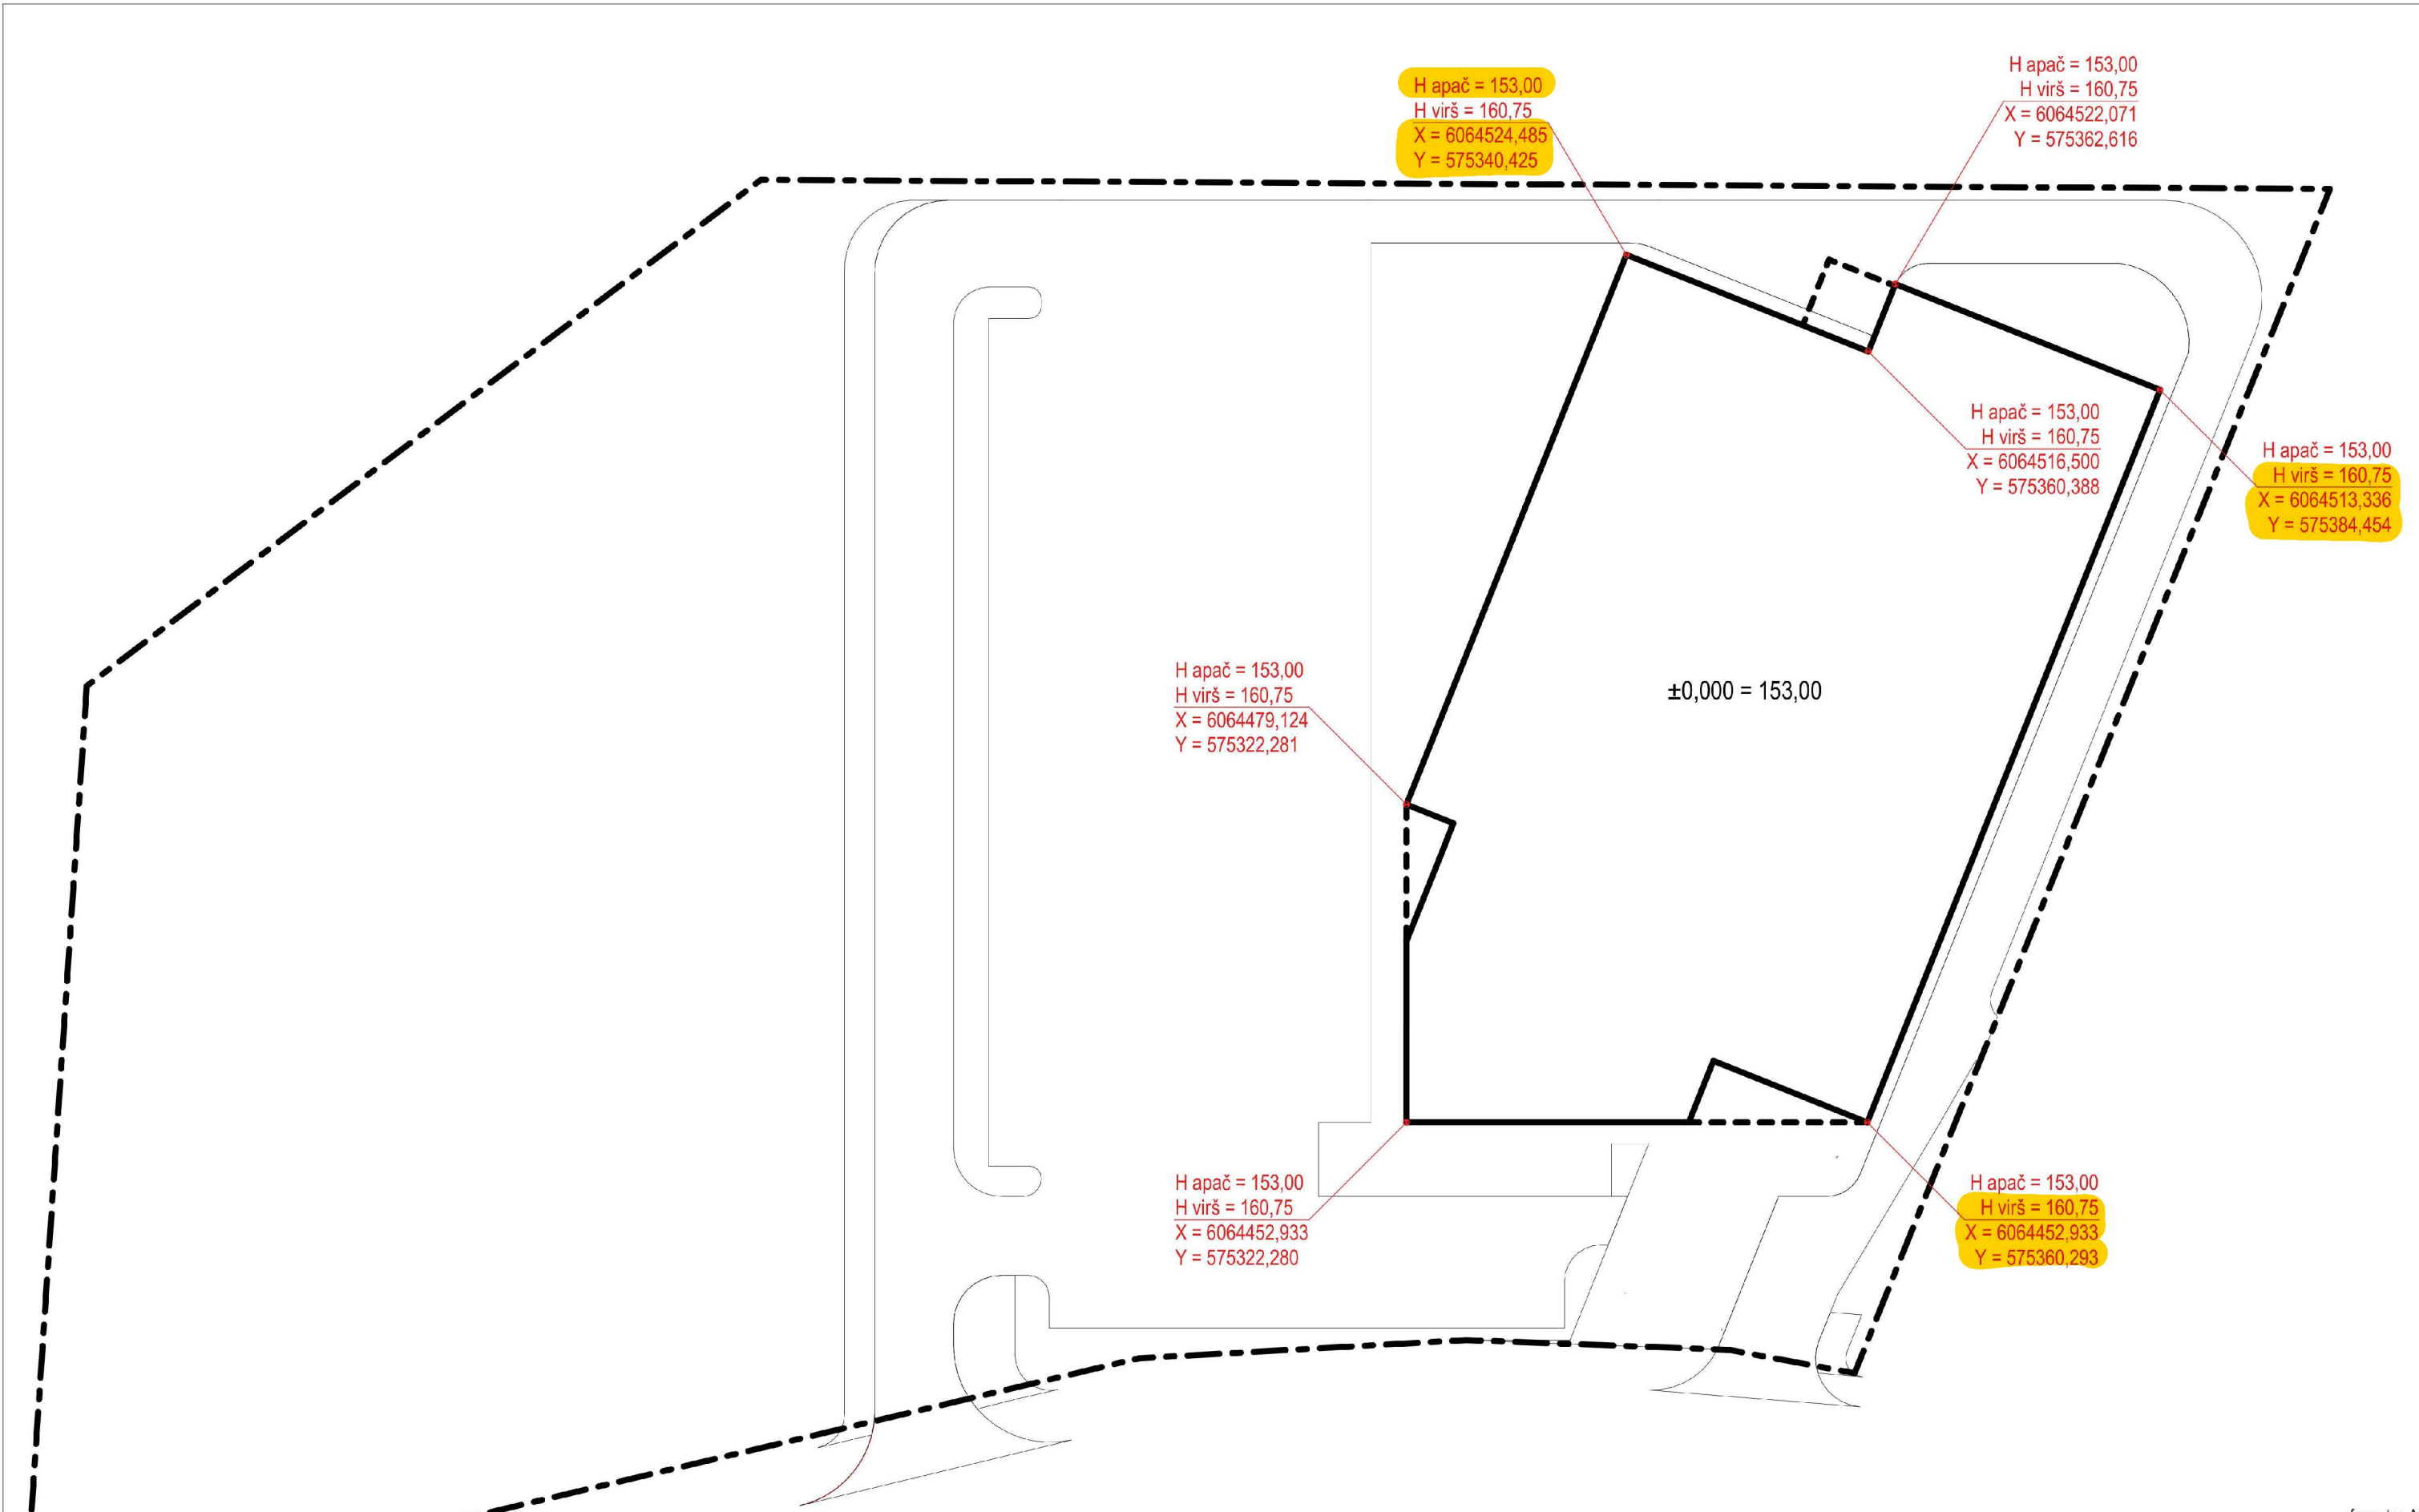 H apač = 153,00
H virš = 160,75
X = 6064524,485
Y = 575340,425
H apač = 153,00
H virš = 160,75
X = 6064522,071
Y = 575362,616
H apač = 153,00
H virš = 160,75
X = 6064516,500
Y = 575360,388
H apač = 153,00
H virš = 160,75
X = 6064513,336
Y = 575384,454
H apač = 153,00
H virš = 160,75
X = 6064479,124
Y = 575322,281
±0,000 = 153,00
H apač = 153,00
H virš = 160,75
X = 6064452,933
Y = 575322,280
H apač = 153,00
H virš = 160,75
X = 6064452,933
Y = 575360,293